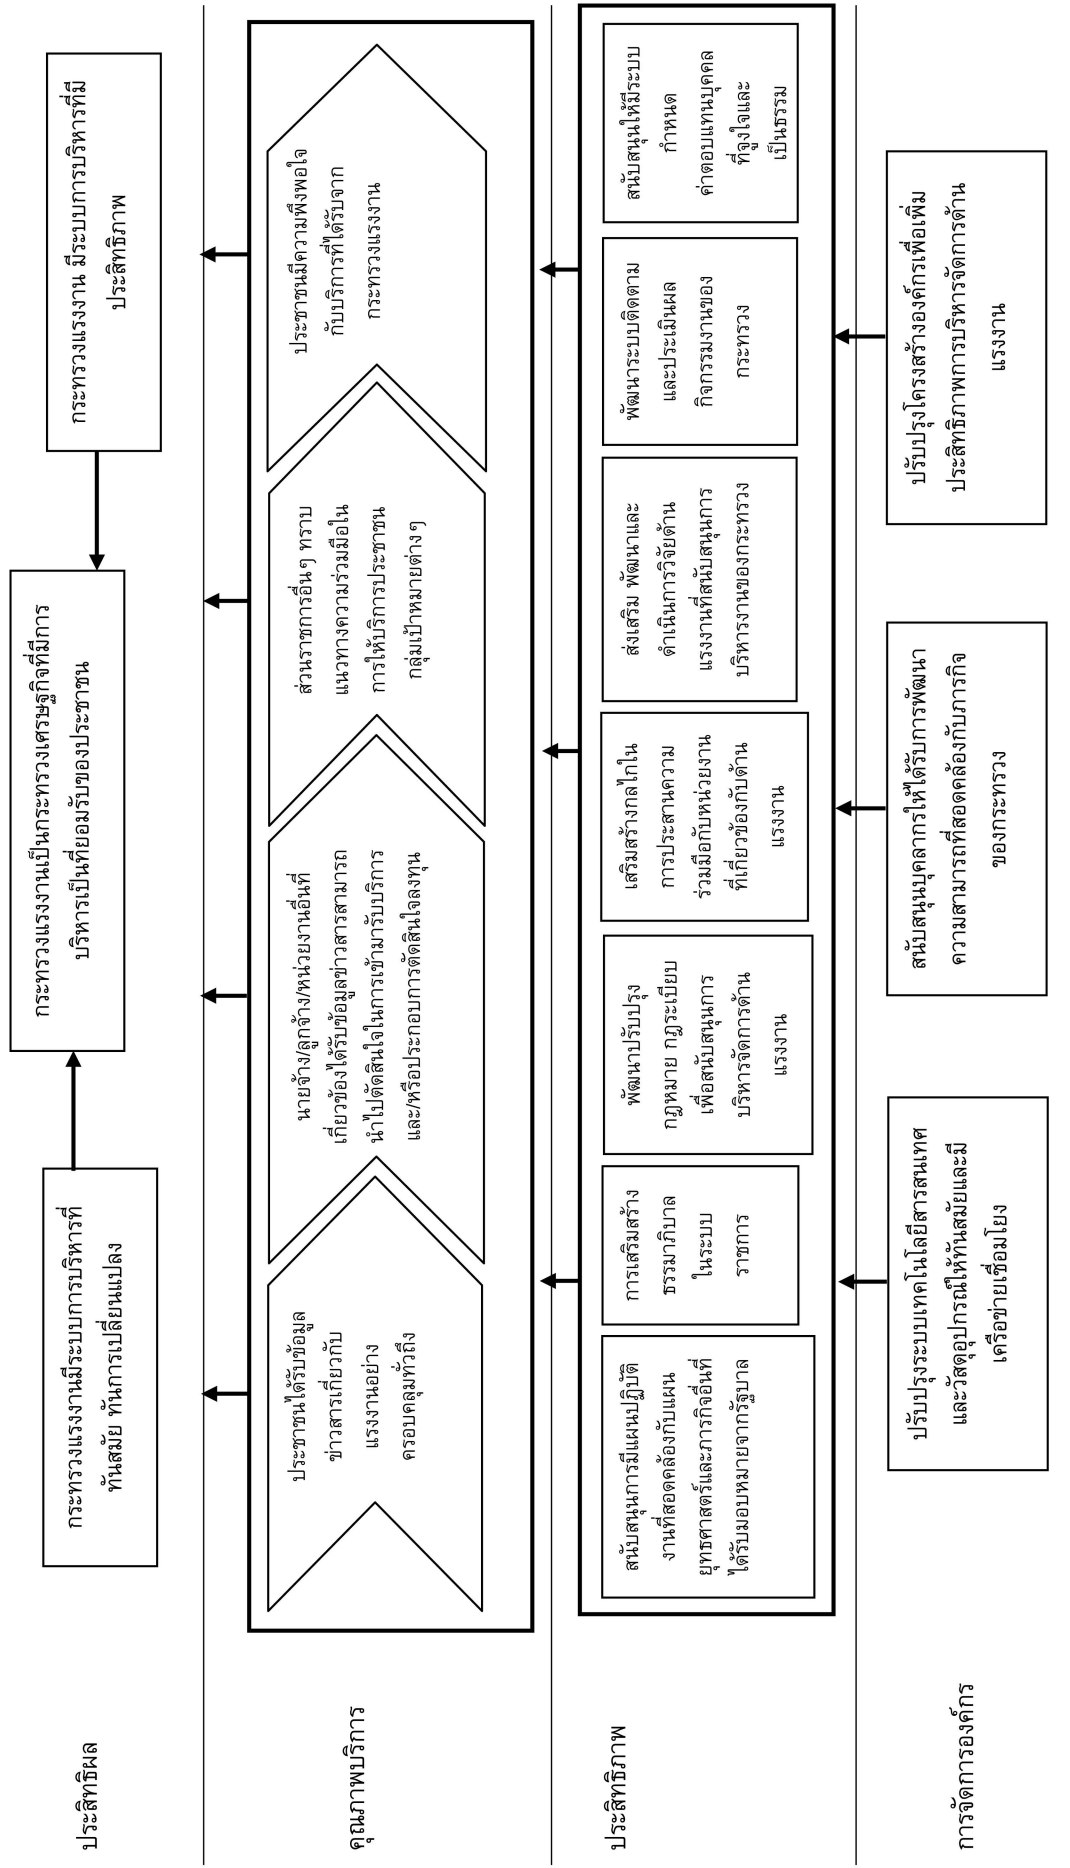 ประสิทธิผล
กระทรวงแรงงานมีระบบการบริหารที่
ทันสมัย ทันการเปลี่ยนแปลง
กระทรวงแรงงานเป็นกระทรวงเศรษฐกิจที่มีการ
บริหารเป็นที่ยอมรับของประชาชน
กระทรวงแรงงาน มีระบบการบริหารที่มี
ประสิทธิภาพ
คุณภาพบริการ
ประชาชนได้รับข้อมูล
ข่าวสารเกี่ยวกับ
แรงงานอย่าง
ครอบคลุมทั่วถึง
นายจ้าง/ลูกจ้าง/หน่วยงานอื่นที่
เกี่ยวข้องได้รับข้อมูลข่าวสารสามารถ
นำไปตัดสินใจในการเข้ามารับบริการ
และ/หรือประกอบการตัดสินใจลงทุน
ส่วนราชการอื่นๆ ทราบ
แนวทางความร่วมมือใน
การให้บริการประชาชน
กลุ่มเป้าหมายต่างๆ
ประชาชนมีความพึงพอใจ
กับบริการที่ได้รับจาก
กระทรวงแรงงาน
ประสิทธิภาพ
สนับสนุนการมีแผนปฏิบัติ
งานที่สอดคล้องกับแผน
ยุทธศาสตร์และภารกิจอื่นที่
ได้รับมอบหมายจากรัฐบาล
การเสริมสร้าง
ธรรมาภิบาล
ในระบบ
ราชการ
พัฒนาปรับปรุง
กฎหมาย กฎระเบียบ
เพื่อสนับสนุนการ
บริหารจัดการด้าน
แรงงาน
เสริมสร้างกลไกใน
การประสานความ
ร่วมมือกับหน่วยงาน
ที่เกี่ยวข้องกับด้าน
แรงงาน
ส่งเสริม พัฒนาและ
ดำเนินการวิจัยด้าน
แรงงานที่สนับสนุนการ
บริหารงานของกระทรวง
พัฒนาระบบติดตาม
และประเมินผล
กิจกรรมงานของ
กระทรวง
สนับสนุนให้มีระบบ
กำหนด
ค่าตอบแทนบุคคล
ที่จูงใจและ
เป็นธรรม
การจัดการองค์กร
ปรับปรุงระบบเทคโนโลยีสารสนเทศ
และวัสดุอุปกรณ์ให้ทันสมัยและมี
เครือข่ายเชื่อมโยง
สนับสนุนบุคลากรให้ได้รับการพัฒนา
ความสามารถที่สอดคล้องกับภารกิจ
ของกระทรวง
ปรับปรุงโครงสร้างองค์กรเพื่อเพิ่ม
ประสิทธิภาพการบริหารจัดการด้าน
แรงงาน